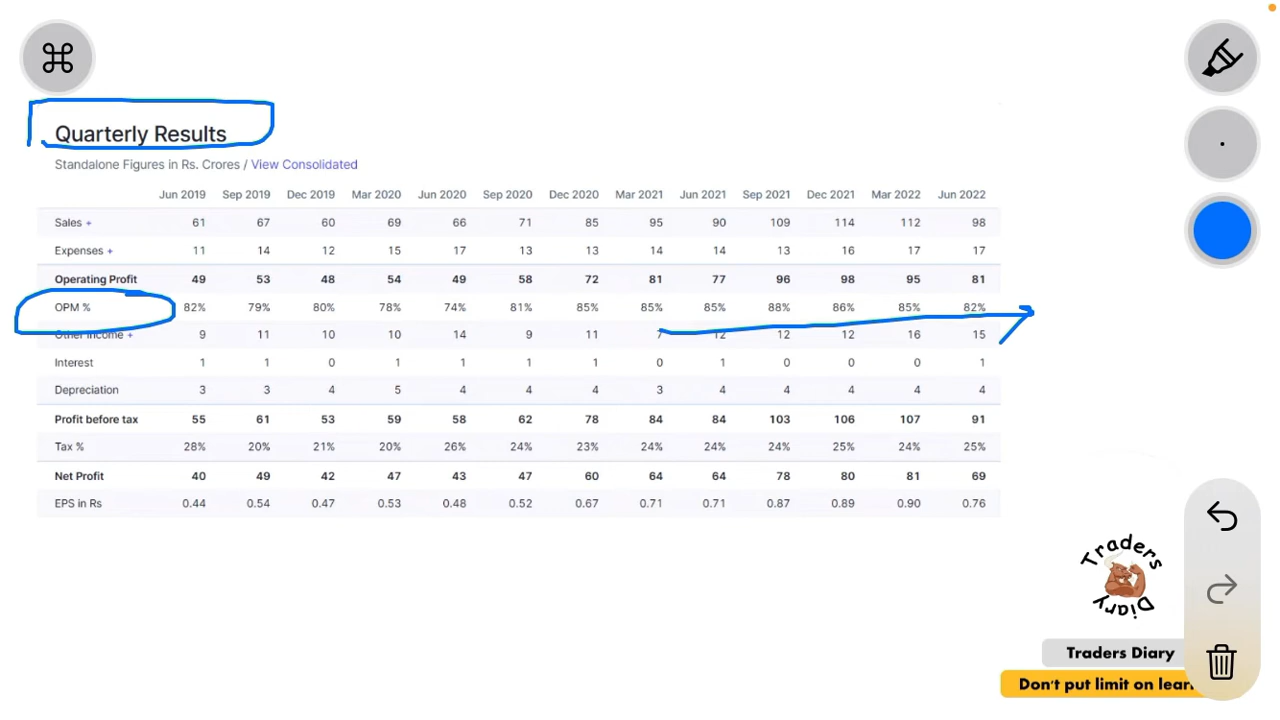 Quarterly Results
Standalone Figures in Rs. Crores / View Consolidated
Jun 2019 Sep 2019 Dec 2019 Mar 2020 Jun 2020 Sep 2020 Dec 2020 Mar 2021 Jun 2021 Sep 2021 Dec 2021 Mar 2022 Jun 2022
Sales + 61 67 60 69 66 71 85 95 90 109 114 112 98
Expenses + 11 14 12 15 17 13 13 14 14 13 16 17 17
Operating Profit 49 53 48 54 49 58 72 81 77 96 98 95 81
OPM % 82% 79% 80% 78% 74% 81% 85% 85% 85% 88% 86% 85% 82%
Other Income + 9 11 10 10 14 9 11 7 12 12 12 16 15
Interest 1 1 0 1 1 1 1 0 1 0 0 0 1
Depreciation 3 3 4 5 4 4 4 3 4 4 4 4 4
Profit before tax 55 61 53 59 58 62 78 84 84 103 106 107 91
Tax % 28% 20% 21% 20% 26% 24% 23% 24% 24% 24% 25% 24% 25%
Net Profit 40 49 42 47 43 47 60 64 64 78 80 81 69
EPS in Rs 0.44 0.54 0.47 0.53 0.48 0.52 0.67 0.71 0.71 0.87 0.89 0.90 0.76
Traders
Diary
Traders Diary
Don't put limit on